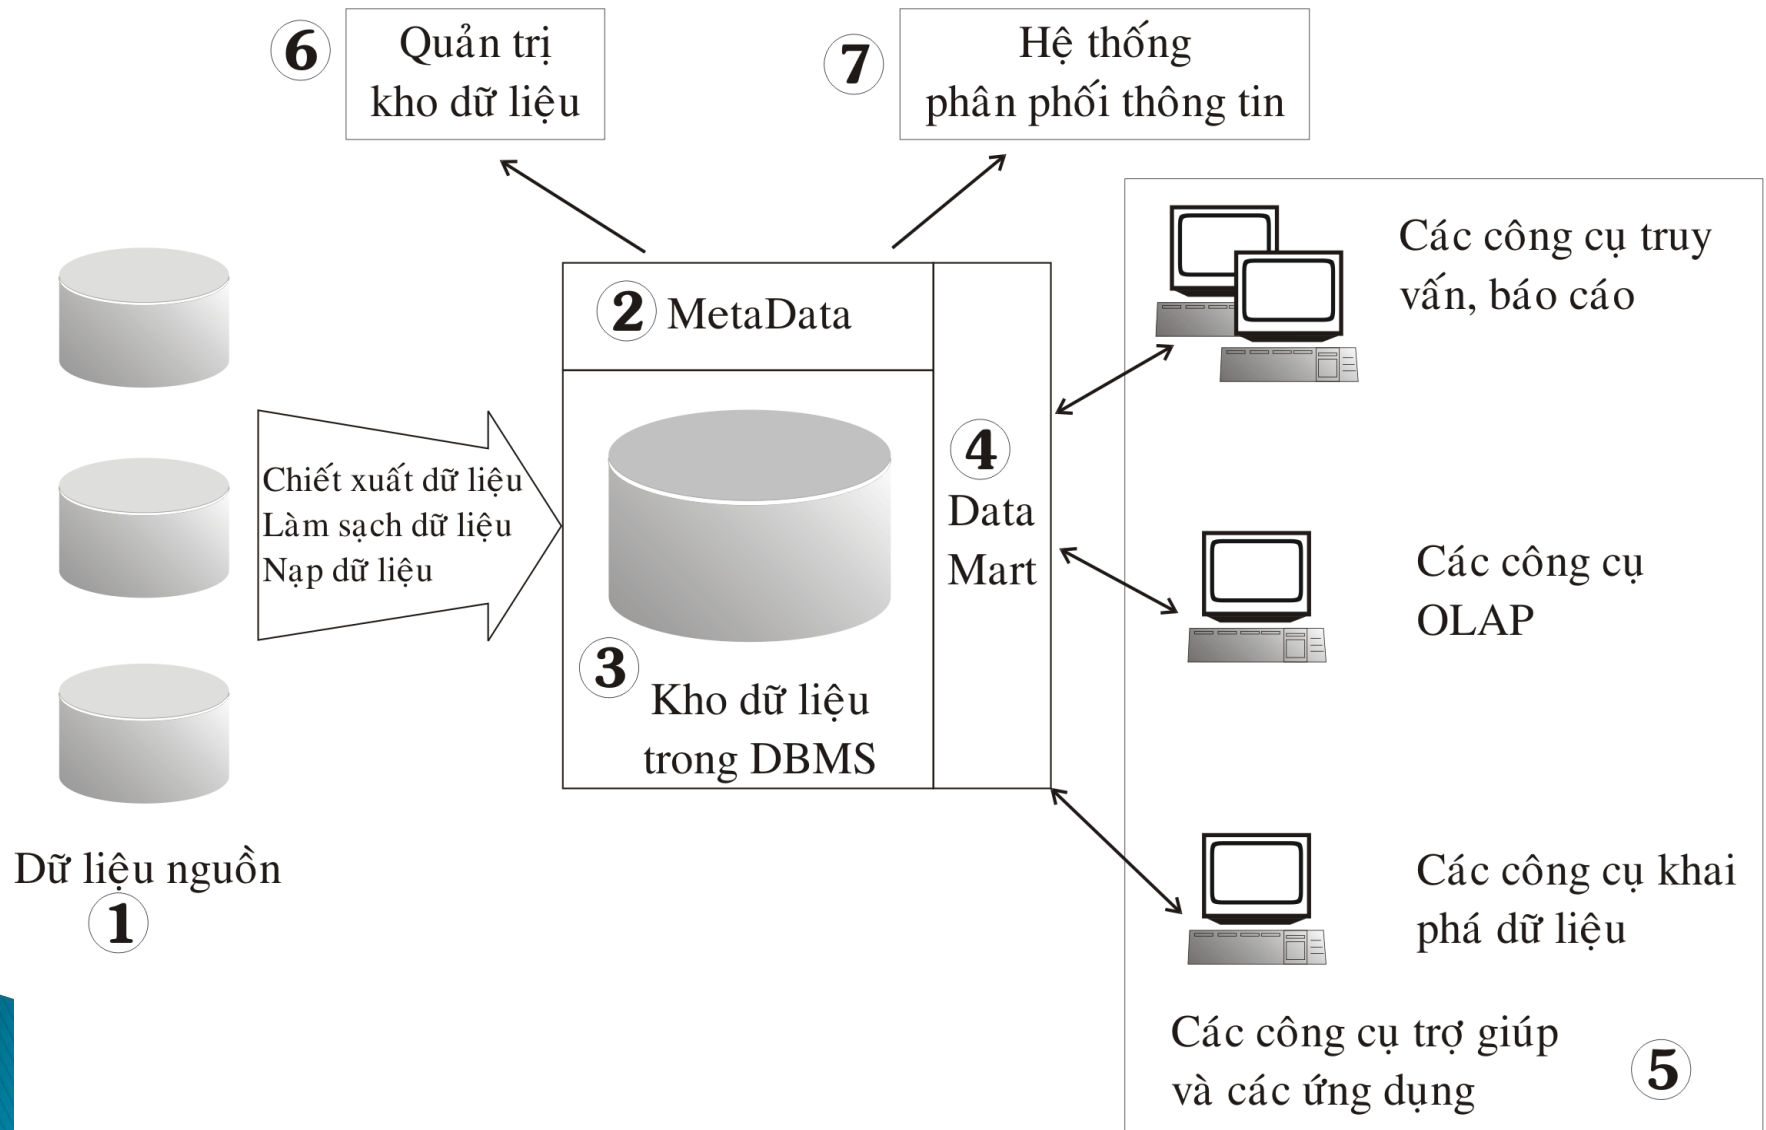 6
Quản trị
kho dữ liệu
7
Hệ thống
phân phối thông tin
Dữ liệu nguồn
1
Chiết xuất dữ liệu
Làm sạch dữ liệu
Nạp dữ liệu
2 MetaData
3
Kho dữ liệu
trong DBMS
4
Data
Mart
Các công cụ truy
vấn, báo cáo
Các công cụ
OLAP
Các công cụ khai
phá dữ liệu
Các công cụ trợ giúp
và các ứng dụng
5